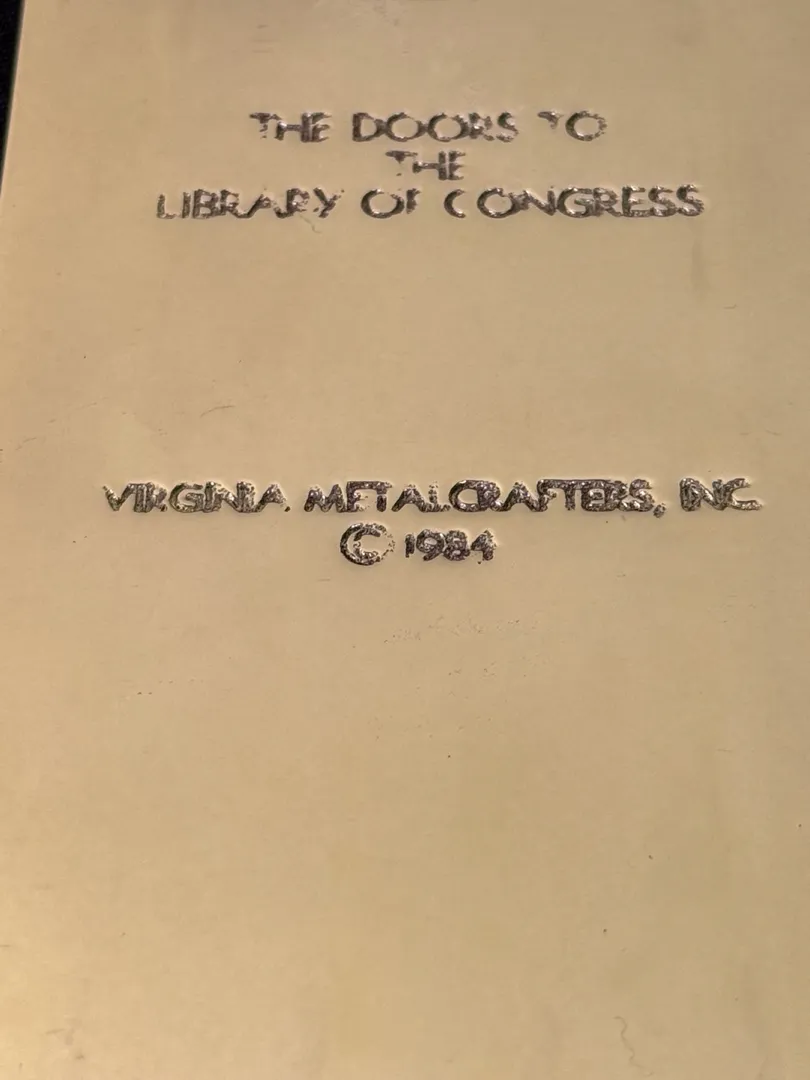 THE DOORS TO
THE
LIBRARY OF CONGRESS
VIRGINIA METALCRAFTERS, INC.
© 1984